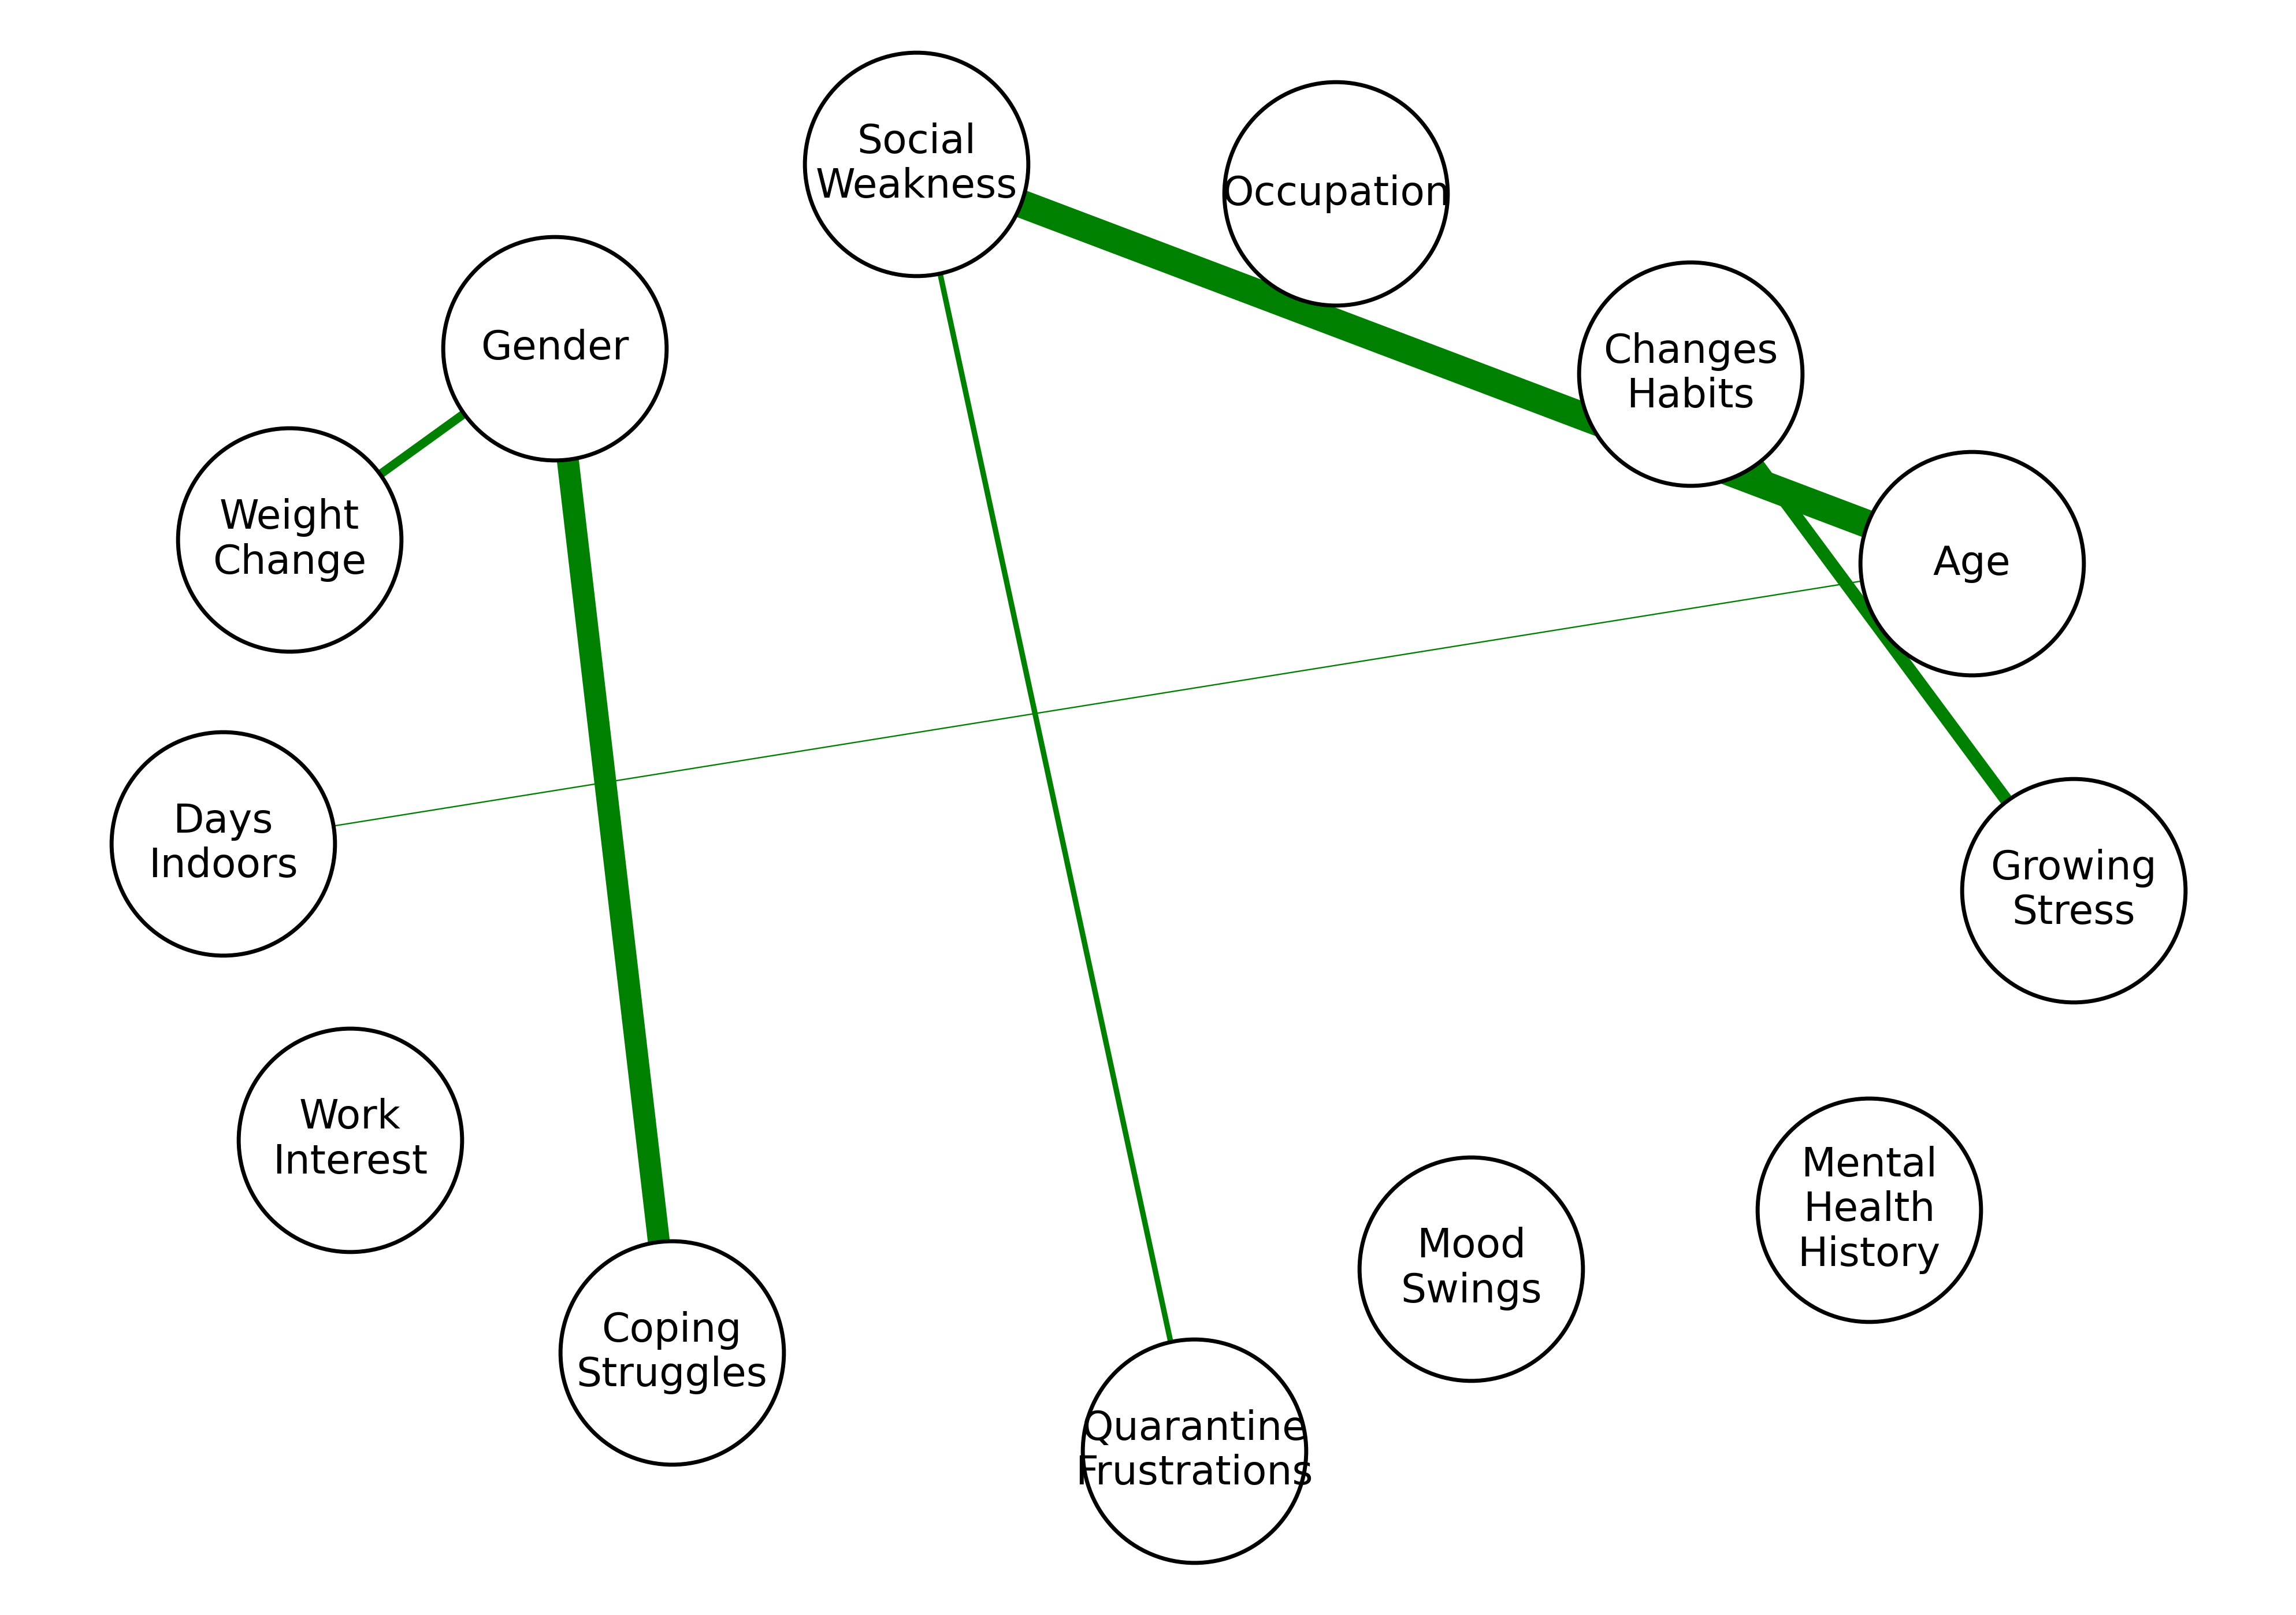 Social
Weakness
Occupation
Gender
Changes
Habits
Weight
Change
Age
Days
Indoors
Growing
Stress
Work
Interest
Mental
Health
History
Mood
Swings
Coping
Struggles
Quarantine
Frustrations